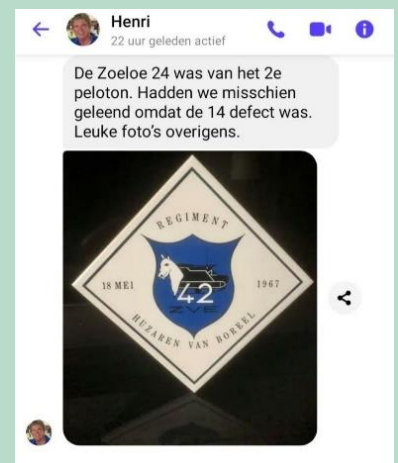 Henri
22 uur geleden actief
De Zoeloe 24 was van het 2e
peloton. Hadden we misschien
geleend omdat de 14 defect was.
Leuke foto's overigens.
REGIMENT
18 MEI
1967
42
ZVE
HUZAREN VAN BOREEL